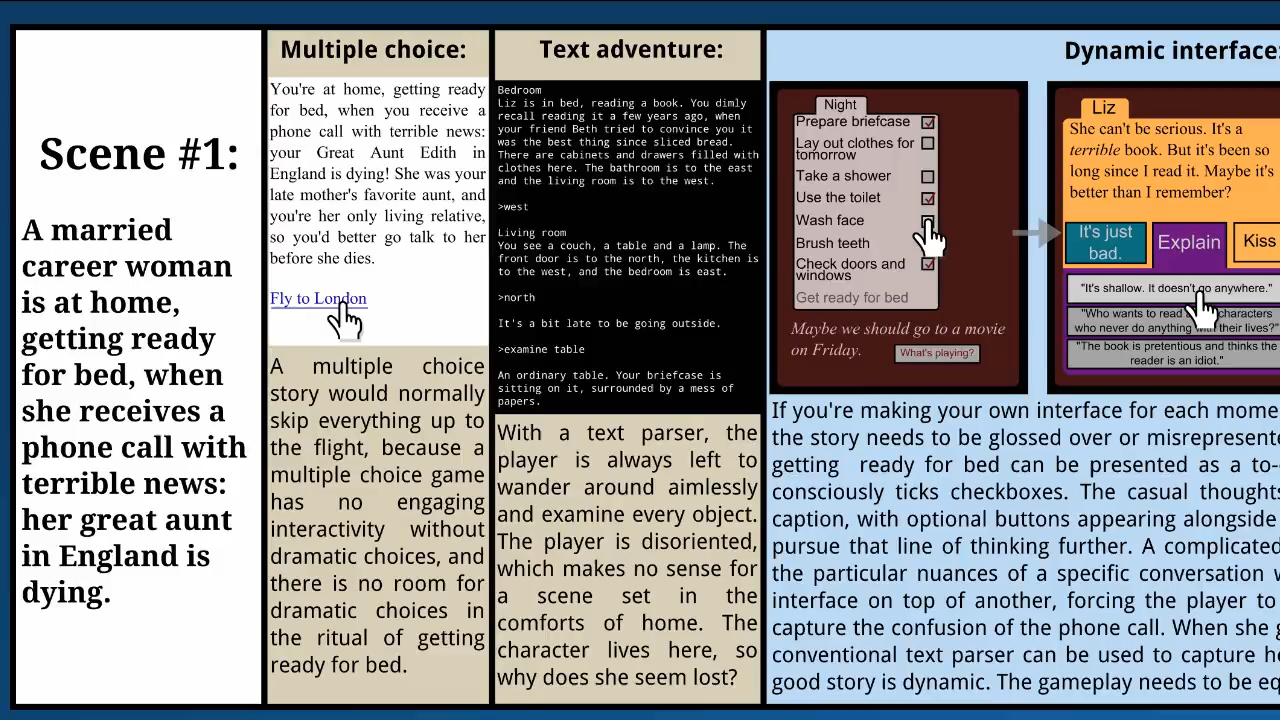 Scene #1:
A married
career woman
is at home,
getting ready
for bed, when
she receives a
phone call with
terrible news:
her great aunt
in England is
dying.
Multiple choice:
You're at home, getting ready
for bed, when you receive a
phone call with terrible news:
your Great Aunt Edith in
England is dying! She was your
late mother's favorite aunt, and
you're her only living relative,
so you'd better go talk to her
before she dies.
Fly to London
A multiple choice
story would normally
skip everything up to
the flight, because a
multiple choice game
has no engaging
interactivity without
dramatic choices, and
there is no room for
dramatic choices in
the ritual of getting
ready for bed.
Text adventure:
Bedroom
Liz is in bed, reading a book. You dimly
recall reading it a few years ago, when
your friend Beth tried to convince you it
was the best thing since sliced bread.
There are cabinets and drawers filled with
clothes here. The bathroom is to the east
and the living room is to the west.
>west
Living room
You see a couch, a table and a lamp. The
front door is to the north, the kitchen is
to the west, and the bedroom is east.
>north
It's a bit late to be going outside.
>examine table
An ordinary table. Your briefcase is
sitting on it, surrounded by a mess of
papers.
With a text parser, the
player is always left to
wander around aimlessly
and examine every object.
The player is disoriented,
which makes no sense for
a scene set in the
comforts of home. The
character lives here, so
why does she seem lost?
Dynamic interface:
Night
Prepare briefcase
Lay out clothes for
tomorrow
Take a shower
Use the toilet
Wash face
Brush teeth
Check doors and
windows
Get ready for bed
Maybe we should go to a movie
on Friday.
What's playing?
Liz
She can't be serious. It's a
terrible book. But it's been so
long since I read it. Maybe it's
better than I remember?
It's just
bad.
Explain
Kiss
"It's shallow. It doesn't go anywhere."
"Who wants to read characters
who never do anything with their lives?"
"The book is pretentious and thinks the
reader is an idiot."
If you're making your own interface for each mome
the story needs to be glossed over or misrepresent
getting ready for bed can be presented as a to-
consciously ticks checkboxes. The casual thoughts
caption, with optional buttons appearing alongside
pursue that line of thinking further. A complicated
the particular nuances of a specific conversation
interface on top of another, forcing the player to
capture the confusion of the phone call. When she
conventional text parser can be used to capture
good story is dynamic. The gameplay needs to be